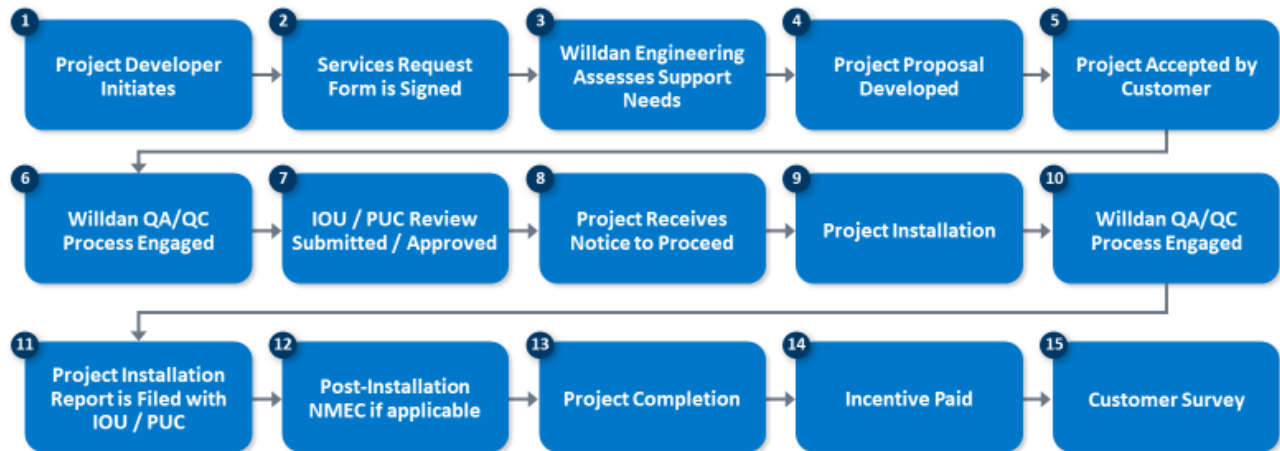 1
Project Developer
Initiates
2
Services Request
Form is Signed
3
Willdan Engineering
Assesses Support
Needs
4
Project Proposal
Developed
5
Project Accepted by
Customer
6
Willdan QA/QC
Process Engaged
7
IOU / PUC Review
Submitted / Approved
8
Project Receives
Notice to Proceed
9
Project Installation
10
Willdan QA/QC
Process Engaged
11
Project Installation
Report is Filed with
IOU / PUC
12
Post-Installation
NMEC if applicable
13
Project Completion
14
Incentive Paid
15
Customer Survey